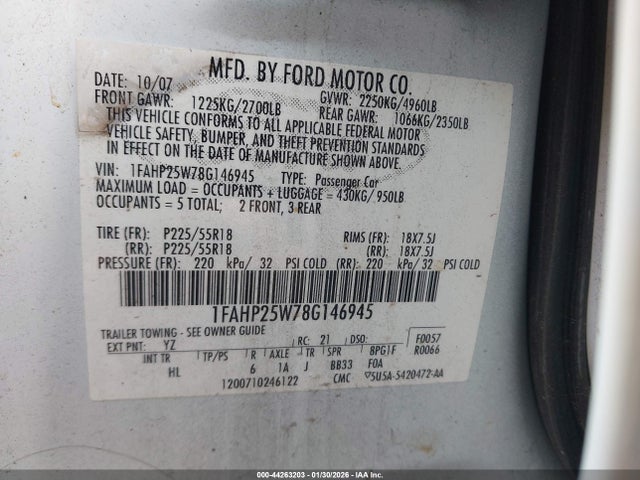 MFD. BY FORD MOTOR CO.
DATE: 10/07 GVWR: 2250KG/4960LB
FRONT GAWR: 1225KG/2700LB REAR GAWR: 1066KG/2350LB
THIS VEHICLE CONFORMS TO ALL APPLICABLE FEDERAL MOTOR
VEHICLE SAFETY, BUMPER, AND THEFT PREVENTION STANDARDS
IN EFFECT ON THE DATE OF MANUFACTURE SHOWN ABOVE.
VIN: 1FAHP25W78G146945 TYPE: Passenger Car
MAXIMUM LOAD = OCCUPANTS + LUGGAGE = 430KG/ 950LB
OCCUPANTS = 5 TOTAL; 2 FRONT, 3 REAR
TIRE (FR): P225/55R18 RIMS (FR): 18X7.5J
(RR): P225/55R18 (RR): 18X7.5J
PRESSURE (FR): 220 kPa/ 32 PSI COLD (RR): 220 kPa/ 32 PSI COLD
1FAHP25W78G146945
TRAILER TOWING - SEE OWNER GUIDE
EXT PNT: YZ RC: 21 DSO: F0057
R0066
INT TR TP/PS R AXLE TR SPR BPG1F
HL 6 1A J BB33 F0A
1200710246122 CMC 5U5A-5420472-AA
000-44263203 - 01/30/2026 - IAAI.COM